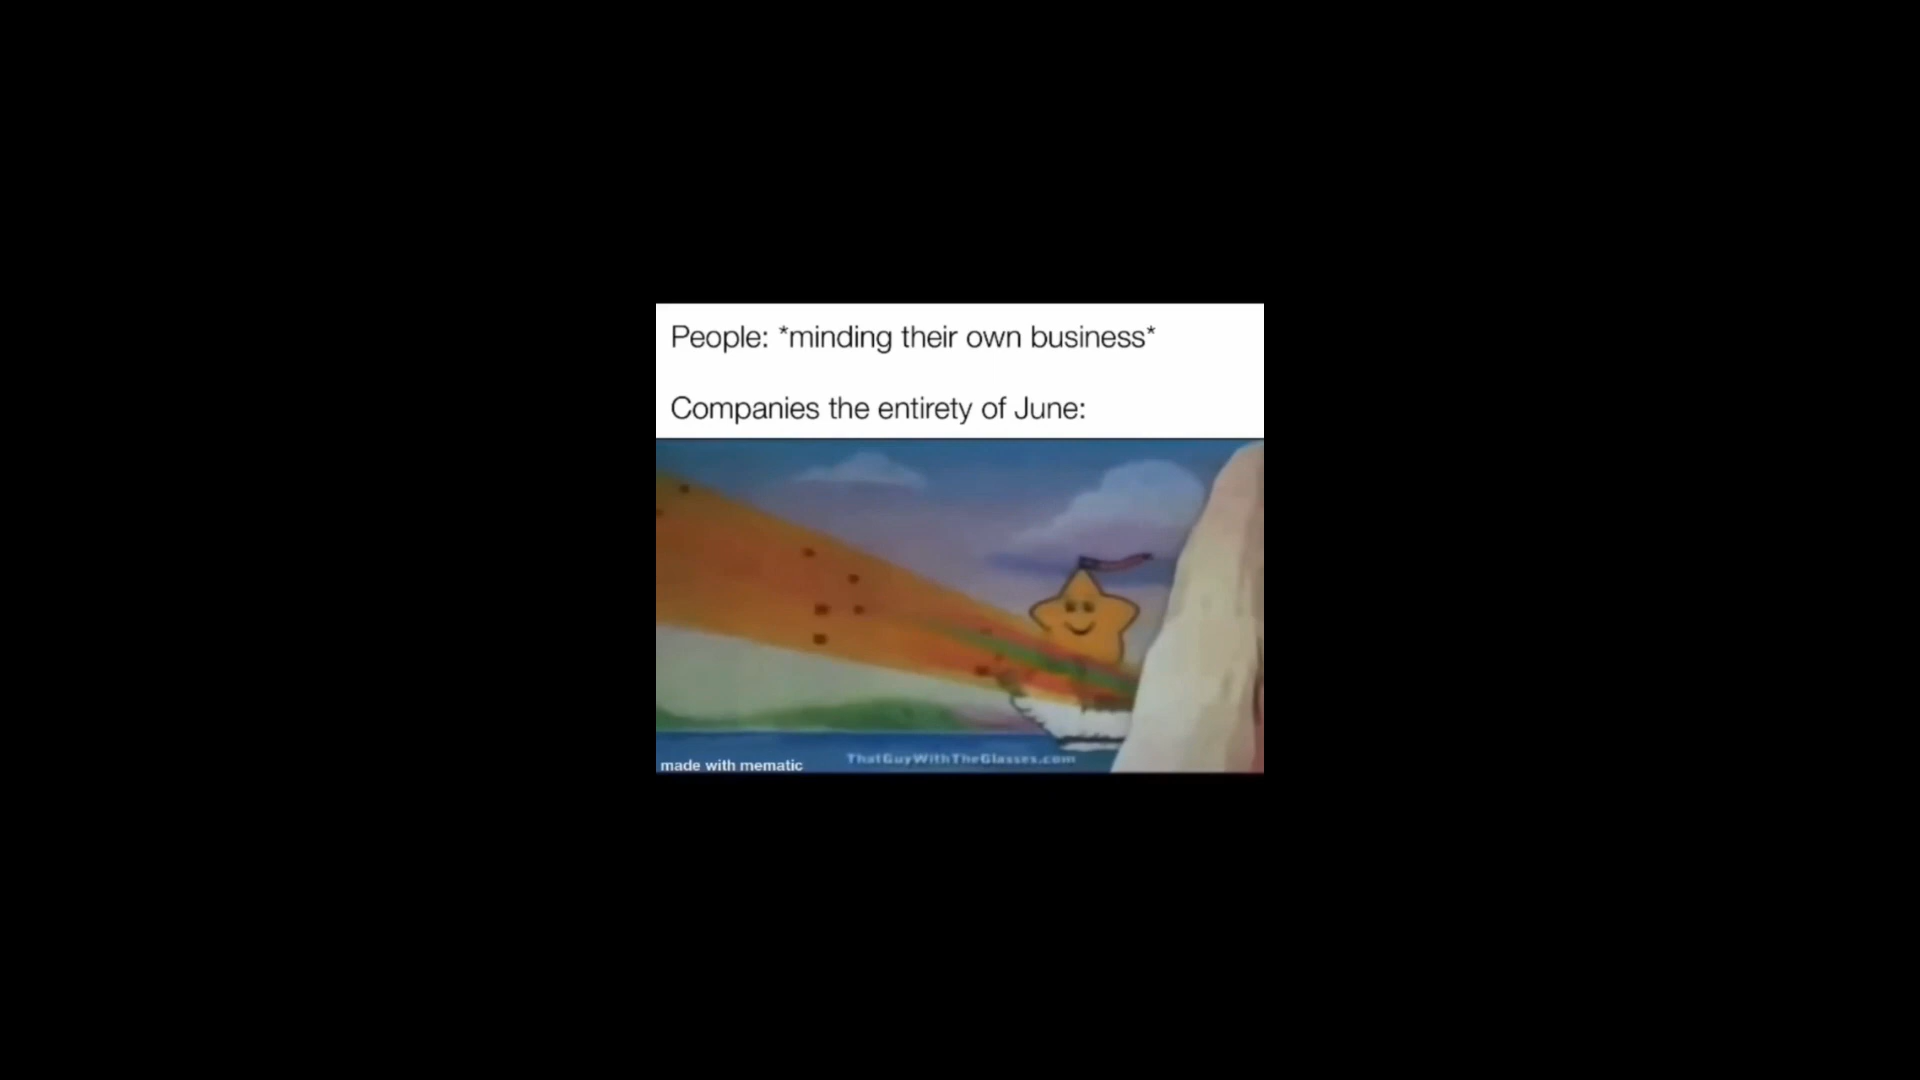 People: *minding their own business*
Companies the entirety of June:
ThatGuyWithTheGlasses.com
made with mematic